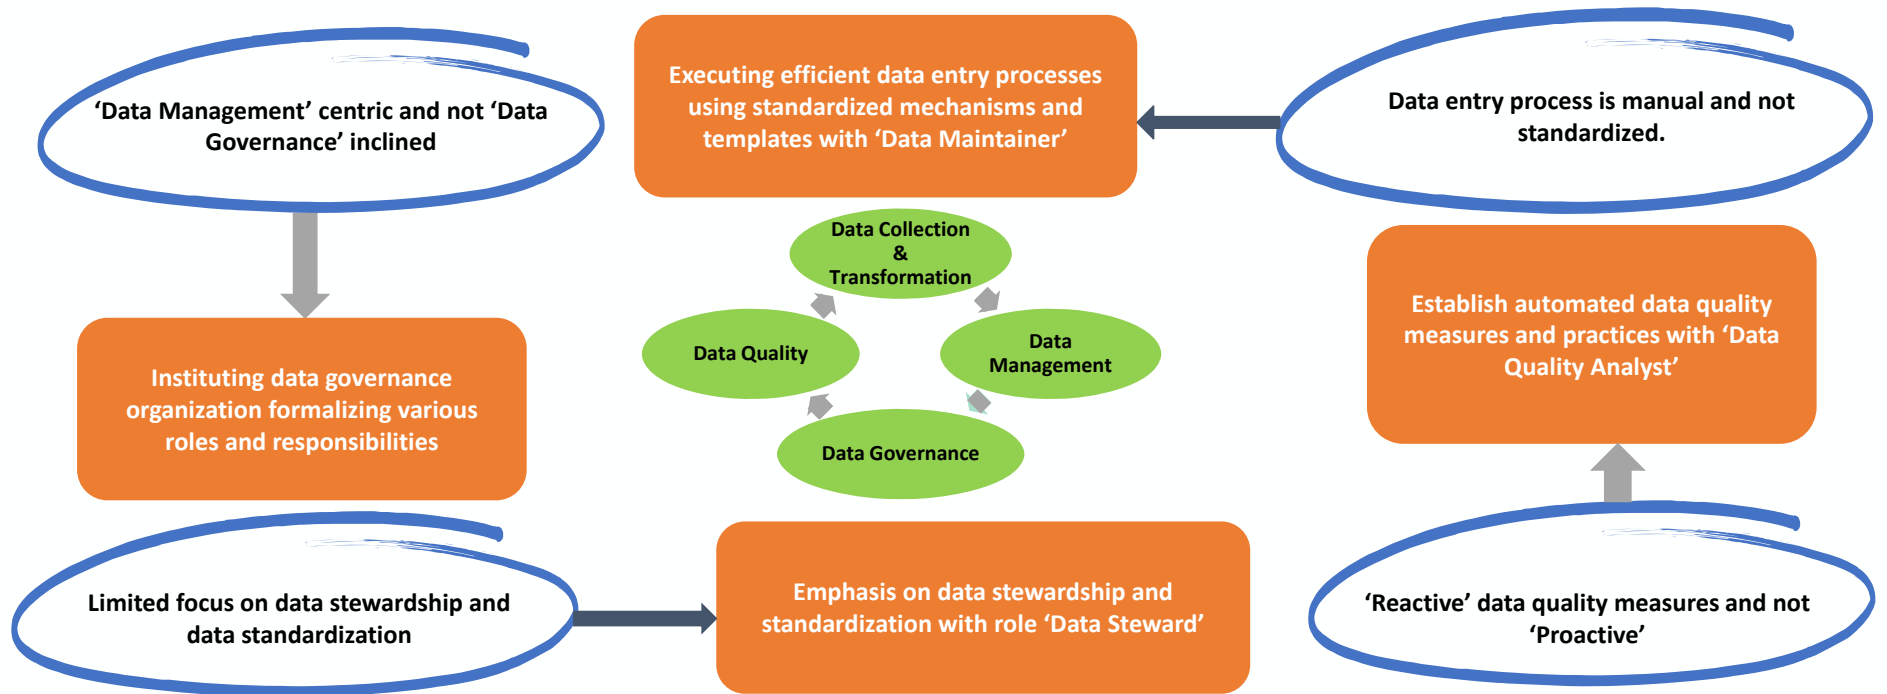 ‘Data Management’ centric and not ‘Data
Governance’ inclined
Executing efficient data entry processes
using standardized mechanisms and
templates with ‘Data Maintainer’
Data entry process is manual and not
standardized.
Data Collection
&
Transformation
Data Quality
Data
Management
Data Governance
Instituting data governance
organization formalizing various
roles and responsibilities
Establish automated data quality
measures and practices with ‘Data
Quality Analyst’
Limited focus on data stewardship and
data standardization
Emphasis on data stewardship and
standardization with role ‘Data Steward’
‘Reactive’ data quality measures and not
‘Proactive’